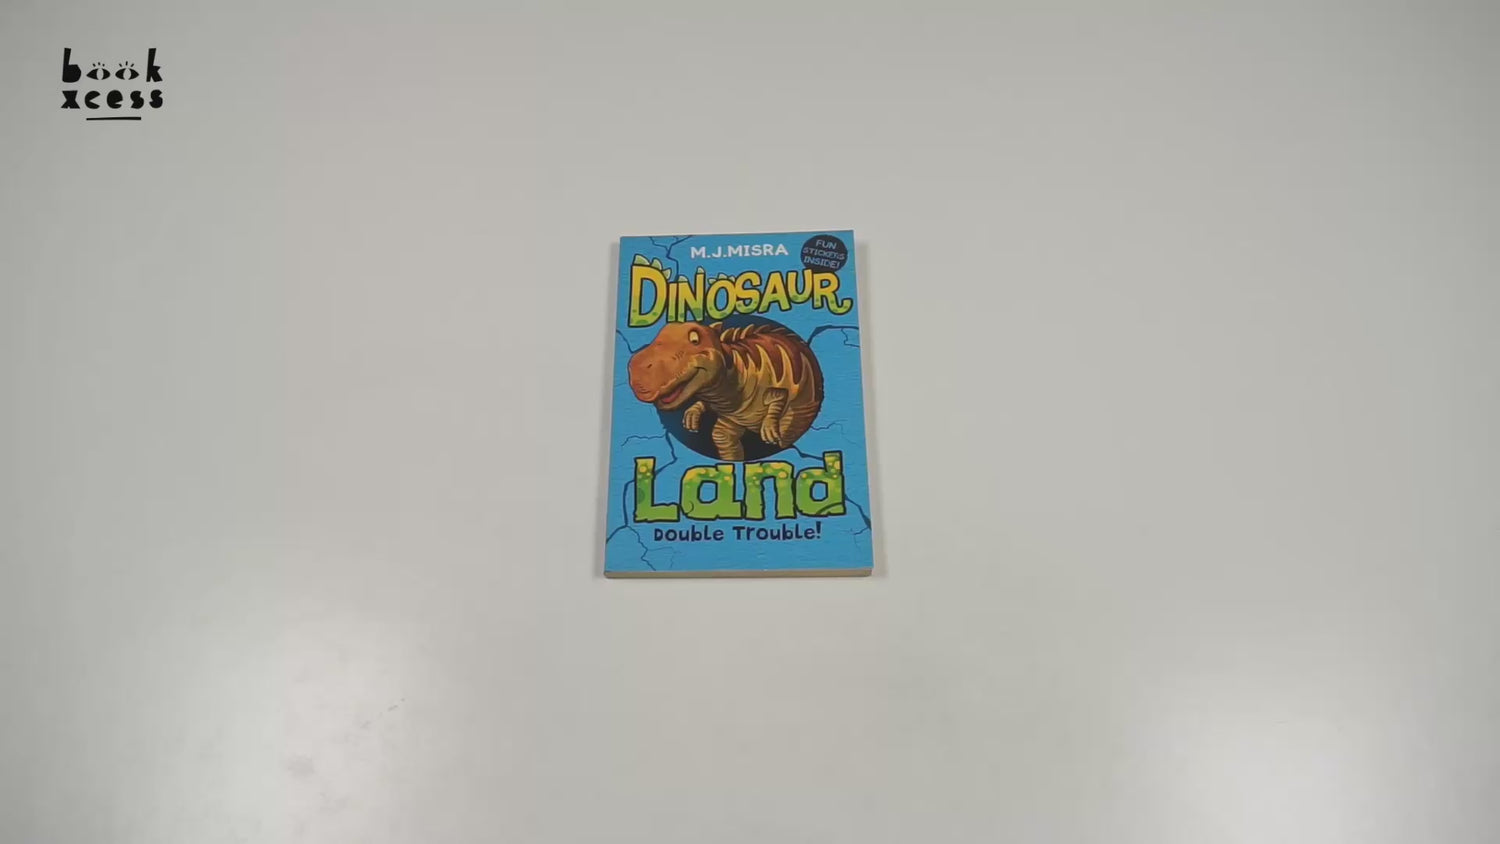 book
xcess
M.J.MISRA
FUN
STICKERS
INSIDE!
DINOSAUR
Land
Double Trouble!